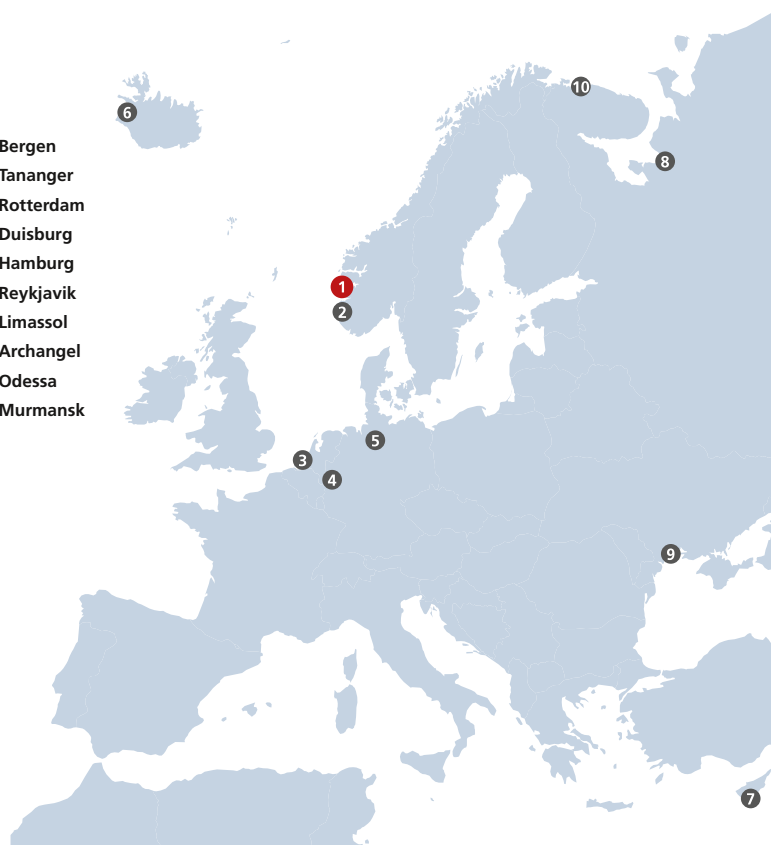 Bergen
Tananger
Rotterdam
Duisburg
Hamburg
Reykjavik
Limassol
Archangel
Odessa
Murmansk
10
6
8
1
2
5
3
4
9
7